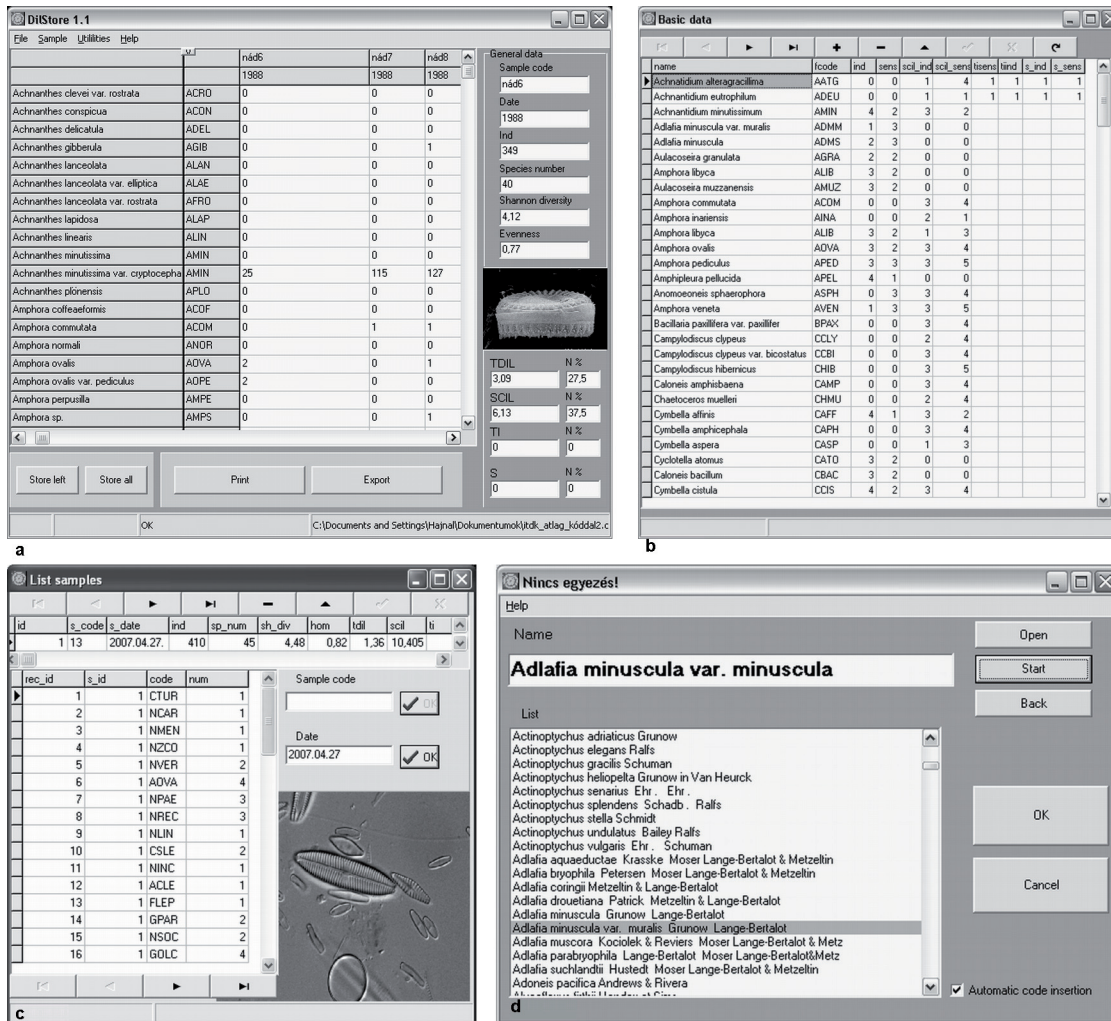 DilStore 1.1
File Sample Utililities Help
nád6 nád7 nád8
1988 1988 1988
Achnanthes clevei var. rostrata ACRO 0 0 0
Achnanthes conspicua ACON 0 0 0
Achnanthes delicatula ADEL 0 0 0
Achnanthes gibberula AGIB 0 0 1
Achnanthes lanceolata ALAN 0 0 0
Achnanthes lanceolata var. elliptica ALAE 0 0 0
Achnanthes lanceolata var. rostrata AFRO 0 0 0
Achnanthes lapidosa ALAP 0 0 0
Achnanthes linearis ALIN 0 0 0
Achnanthes minutissima AMIN 0 0 0
Achnanthes minutissima var. cryptocepha AMIN 25 115 127
Achnanthes plönensis APLO 0 0 0
Amphora coffeaeformis ACOF 0 0 0
Amphora commutata ACOM 0 1 1
Amphora normali ANOR 0 0 0
Amphora ovalis AOVA 2 0 1
Amphora ovalis var. pediculus AOPE 2 0 0
Amphora perpusilla AMPE 0 0 0
Amphora sp. AMPS 0 0 1
General data
Sample code
nád6
Date
1988
Ind
349
Species number
40
Shannon diversity
4,12
Evenness
0,77
TDIL N %
3,09 27,5
SCIL N %
6,13 37,5
TI N %
0 0
S N %
0 0
Store left Store all Print Export
OK C:\Documents and Settings\Hajnal\Dokumentumok\itdk_atlag_kóddal2.c
a
Basic data
name fcode ind sens scil_ind scil_sens tisens tiind s_ind s_sens
Achnatidium alteragracillima AATG 0 0 1 4 1 1 1 1
Achnantidium eutrophilum ADEU 0 0 1 1 1 1 1 1
Achnantidium minutissimum AMIN 4 2 3 2
Adlafia minuscula var. muralis ADMM 1 3 0 0
Adlafia minuscula ADMS 2 3 0 0
Aulacoseira granulata AGRA 2 2 0 0
Amphora libyca ALIB 3 2 0 0
Aulacoseira muzzanensis AMUZ 3 2 0 0
Amphora commutata ACOM 0 0 3 4
Amphora inariensis AINA 0 0 2 1
Amphora libyca ALIB 3 2 1 3
Amphora ovalis AOVA 3 2 3 4
Amphora pediculus APED 3 3 3 5
Amphipleura pellucida APEL 4 1 0 0
Anomoeoneis sphaerophora ASPH 0 3 3 4
Amphora veneta AVEN 1 3 3 5
Bacillaria paxillifera var. paxillifer BPAX 0 0 3 4
Campylodiscus clypeus CCLY 0 0 2 4
Campylodiscus clypeus var. bicostatus CCBI 0 0 3 4
Campylodiscus hibernicus CHIB 0 0 3 5
Caloneis amphisbaena CAMP 0 0 3 4
Chaetoceros muelleri CHMU 0 0 2 4
Cymbella affinis CAFF 4 1 3 2
Cymbella amphicephala CAPH 0 0 3 4
Cymbella aspera CASP 0 0 1 3
Cyclotella atomus CATO 3 2 0 0
Caloneis bacillum CBAC 3 2 0 0
Cymbella cistula CCIS 4 2 3 4
b
List samples
id s_code s_date ind sp_num sh_div hom tdil scil ti
1 13 2007.04.27. 410 45 4,48 0,82 1,36 10,405
rec_id s_id code num
1 1 CTUR 1
2 1 NCAR 1
3 1 NMEN 1
4 1 NZCO 1
5 1 NVER 2
6 1 AOVA 4
7 1 NPAE 3
8 1 NREC 3
9 1 NLIN 1
10 1 CSLE 2
11 1 NINC 1
12 1 ACLE 1
13 1 FLEP 1
14 1 GPAR 2
15 1 NSOC 2
16 1 GOLC 4
Sample code
OK
Date
2007.04.27 OK
c
Nincs egyezés!
Help
Name
Adlafia minuscula var. minuscula
List
Actinoptychus adriaticus Grunow
Actinoptychus elegans Ralfs
Actinoptychus gracilis Schuman
Actinoptychus heliopelta Grunow in Van Heurck
Actinoptychus senarius Ehr . Ehr .
Actinoptychus splendens Schadb . Ralfs
Actinoptychus stella Schmidt
Actinoptychus undulatus Bailey Ralfs
Actinoptychus vulgaris Ehr . Schuman
Adlafia aquaeductae Krasske Moser Lange-Bertalot & Metzeltin
Adlafia bryophila Petersen Moser Lange-Bertalot & Metzeltin
Adlafia coringii Metzeltin & Lange-Bertalot
Adlafia drouetiana Patrick Metzeltin & Lange-Bertalot
Adlafia minuscula Grunow Lange-Bertalot
Adlafia minuscula var. muralis Grunow Lange-Bertalot
Adlafia muscora Kociolek & Reviers Moser Lange-Bertalot & Metz
Adlafia parabryophila Lange-Bertalot Moser Lange-Bertalot&Metz
Adlafia suchlandtii Hustedt Moser Lange-Bertalot & Metzeltin
Adoneis pacifica Andrews & Rivera
Open
Start
Back
OK
Cancel
Automatic code insertion
d